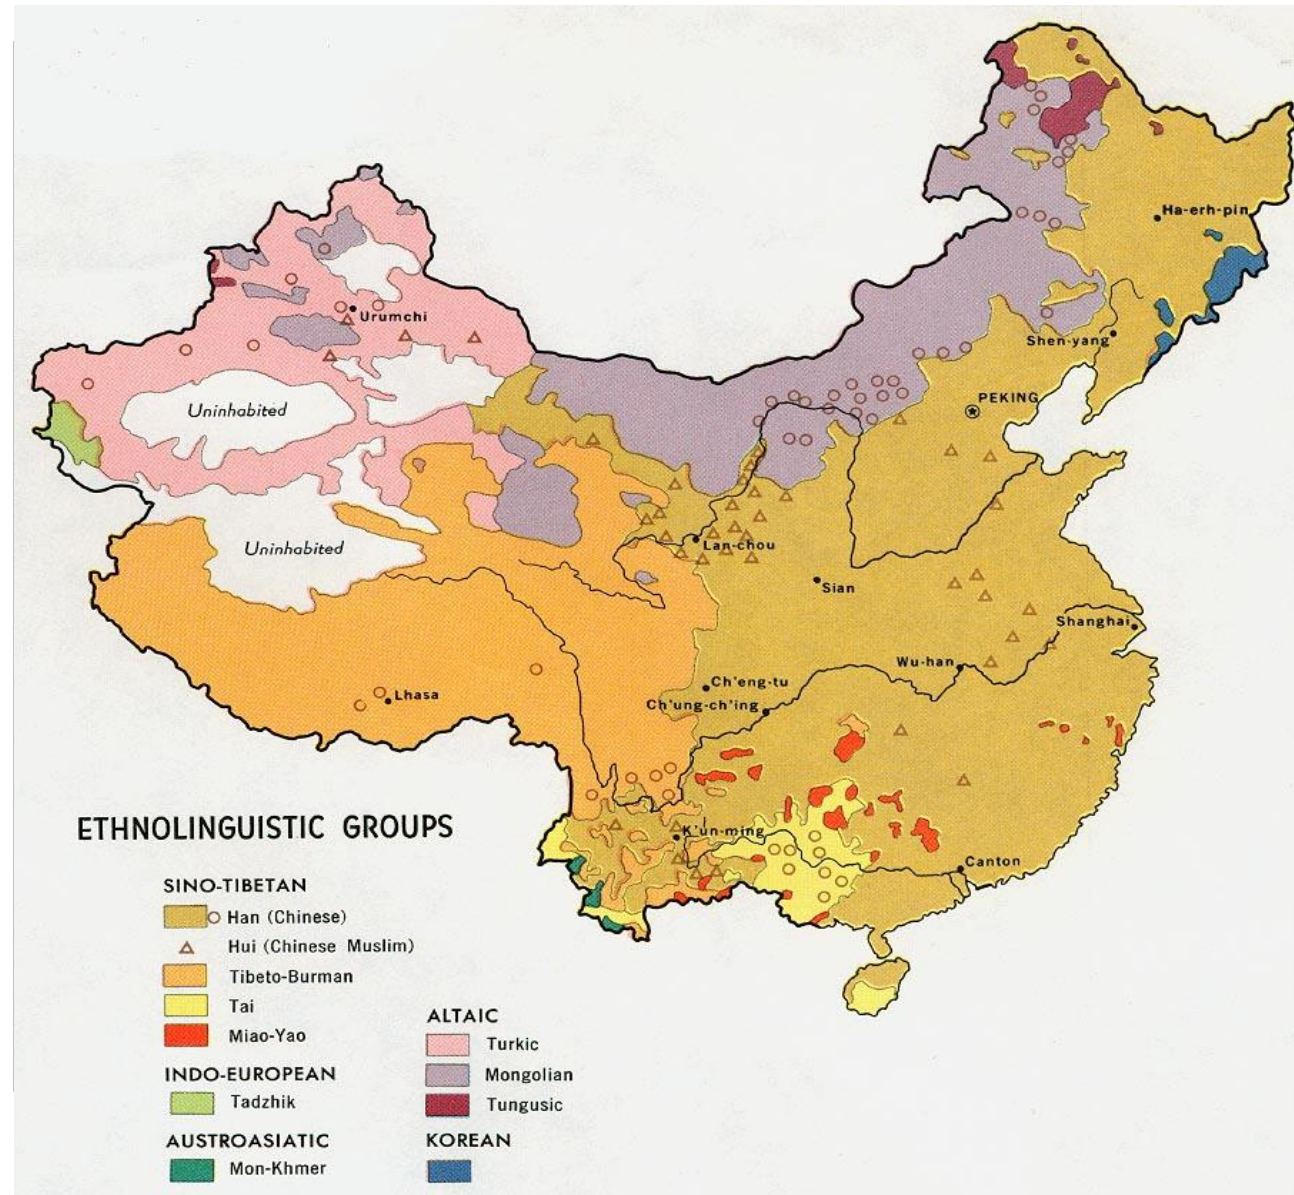 Ha-erh-pin
Urumchi
Shen-yang
PEKING
Uninhabited
Uninhabited
Lan-chou
Sian
Shanghai
Wu-han
Ch'eng-tu
Ch'ung-ch'ing
Lhasa
K'un-ming
Canton
ETHNOLINGUISTIC GROUPS
SINO-TIBETAN
Han (Chinese)
Hui (Chinese Muslim)
Tibeto-Burman
Tai
Miao-Yao
INDO-EUROPEAN
Tadzhik
AUSTROASIATIC
Mon-Khmer
ALTAIC
Turkic
Mongolian
Tungusic
KOREAN